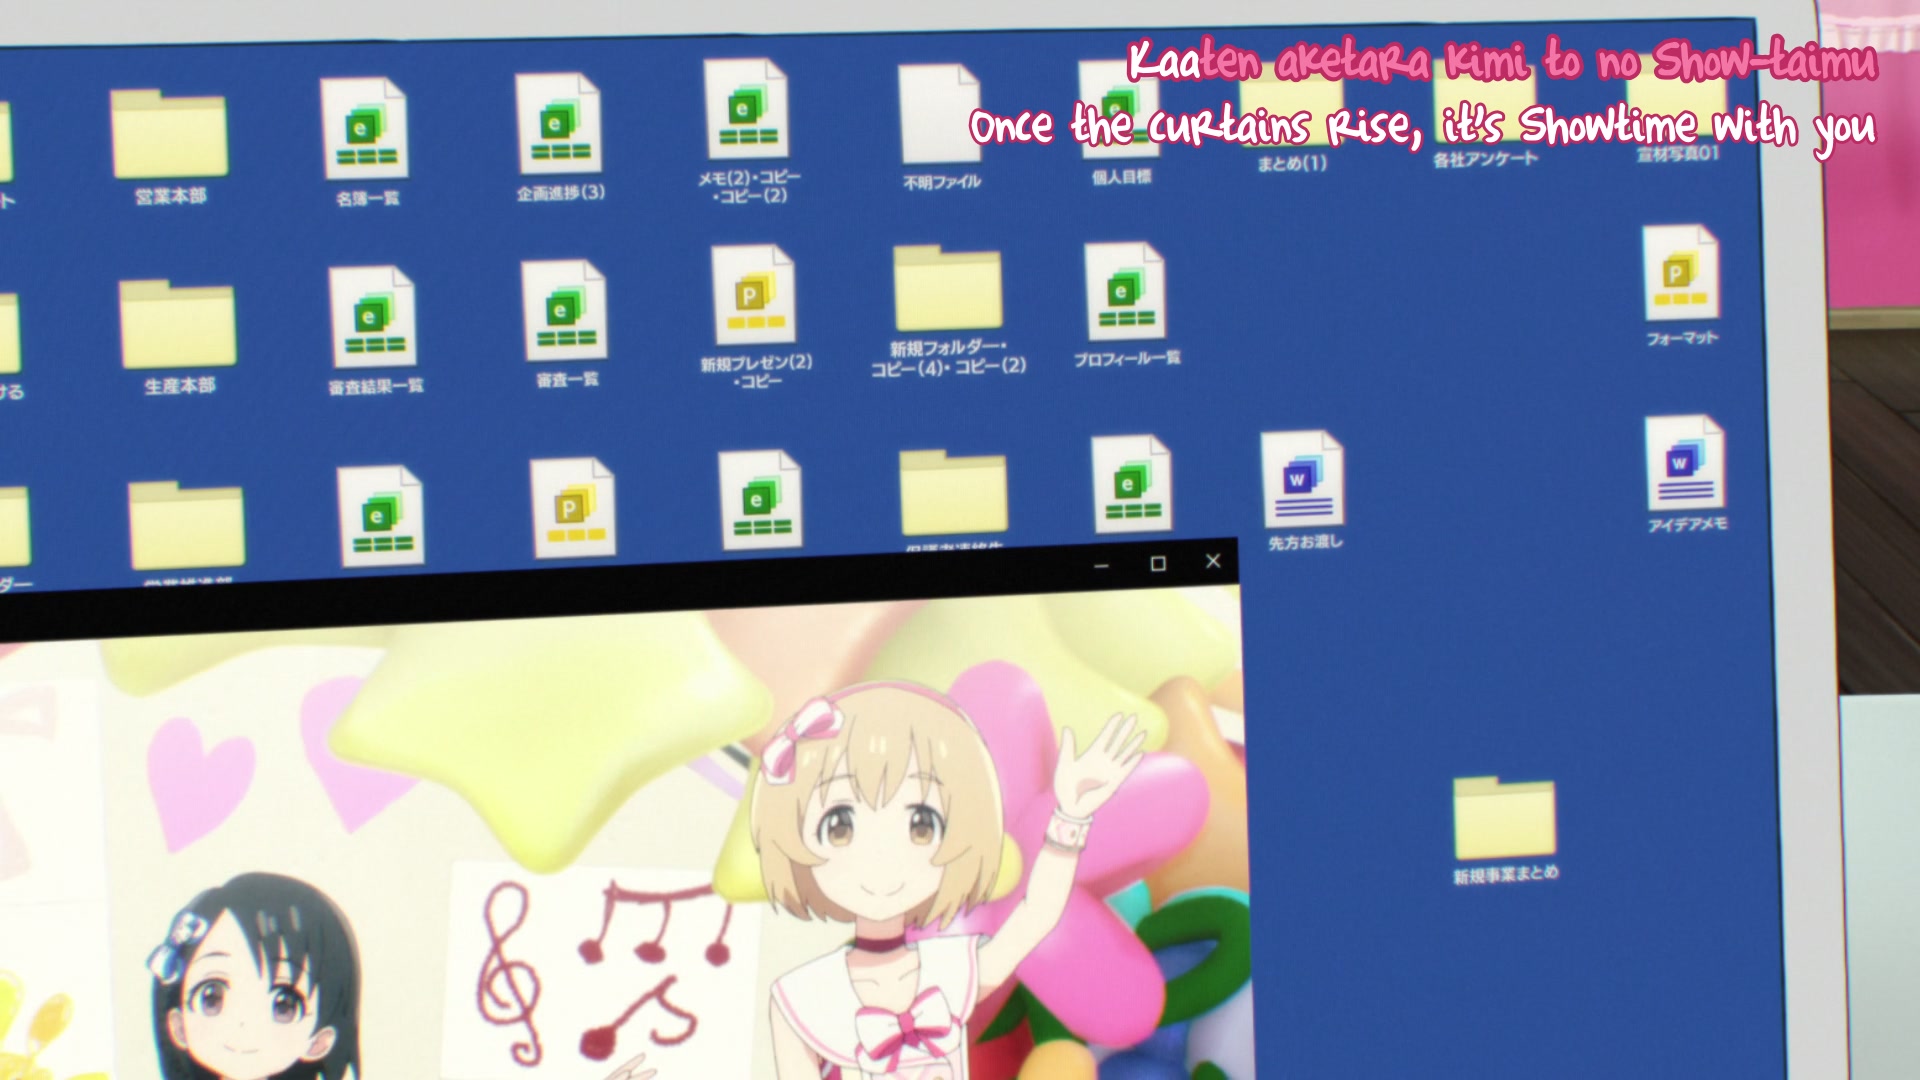 Kaaten aketara kimi to no Show-taimu
Once the curtains rise, it's Showtime with you
営業本部
名簿一覧
企画進捗(3)
メモ(2)・コピー
・コピー(2)
不明ファイル
個人目標
まとめ(1)
各社アンケート
宣材写真01
ト
ける
生産本部
審査結果一覧
審査一覧
新規プレゼン(2)
・コピー
新規フォルダー・
コピー(4)・コピー(2)
プロフィール一覧
フォーマット
ダー
先方お渡し
アイデアメモ
新規事業まとめ